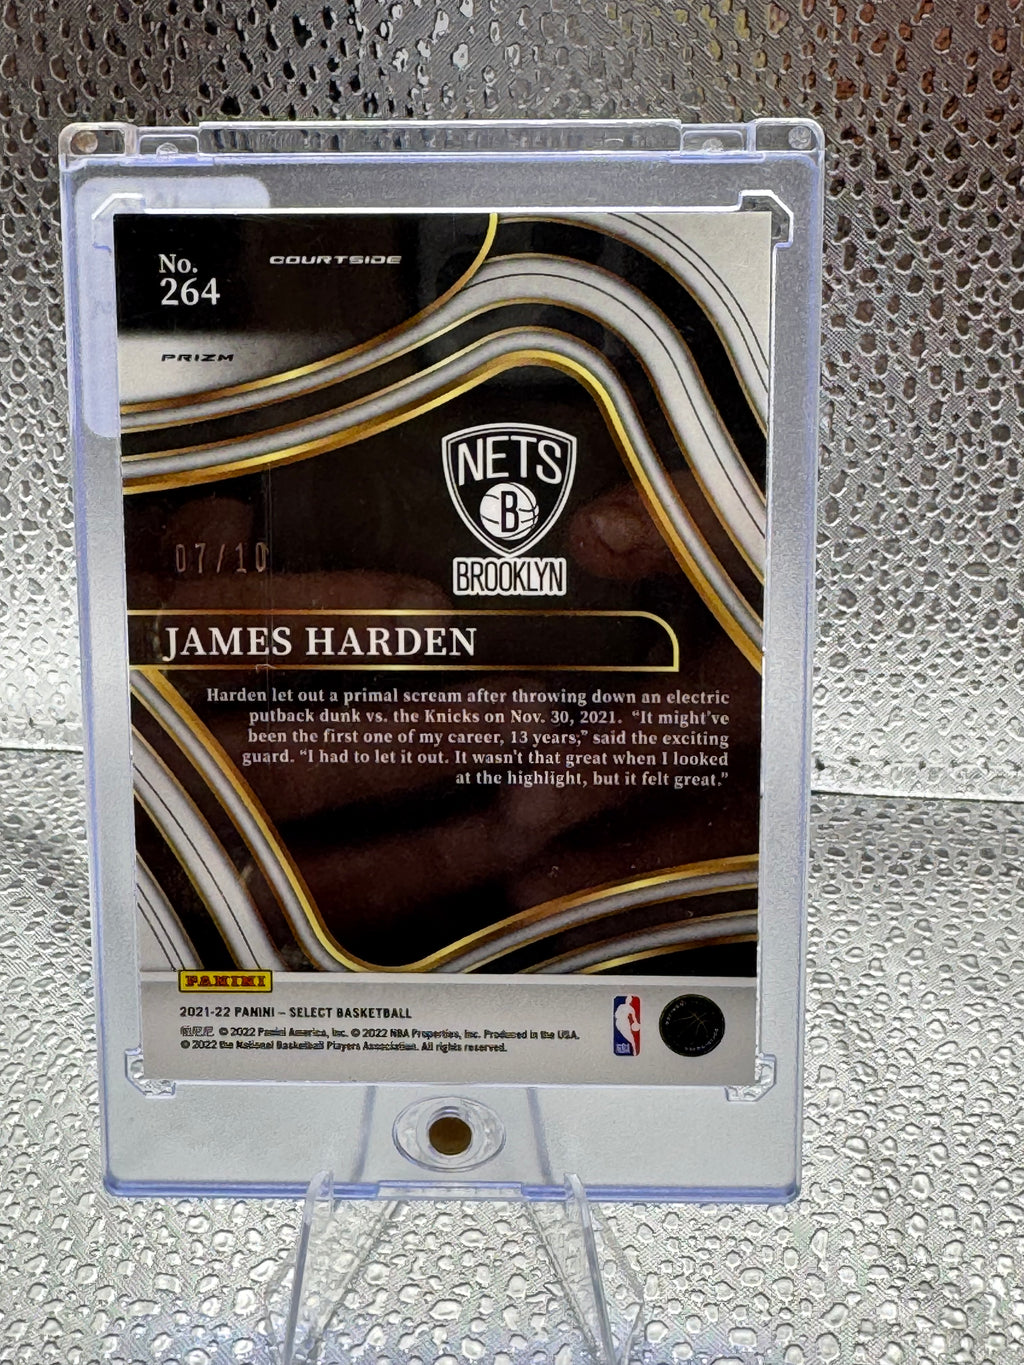 No.
264
COURTSIDE
PRIZM
NETS
B
BROOKLYN
07/10
JAMES HARDEN
Harden let out a primal scream after throwing down an electric
putback dunk vs. the Knicks on Nov. 30, 2021. "It might've
been the first one of my career, 13 years," said the exciting
guard. "I had to let it out. It wasn't that great when I looked
at the highlight, but it felt great."
PANINI
2021-22 PANINI – SELECT BASKETBALL
© 2022 Panini America, Inc. © 2022 NBA Properties, Inc. Produced in the USA.
© 2022 the National Basketball Players Association. All rights reserved.
NBA